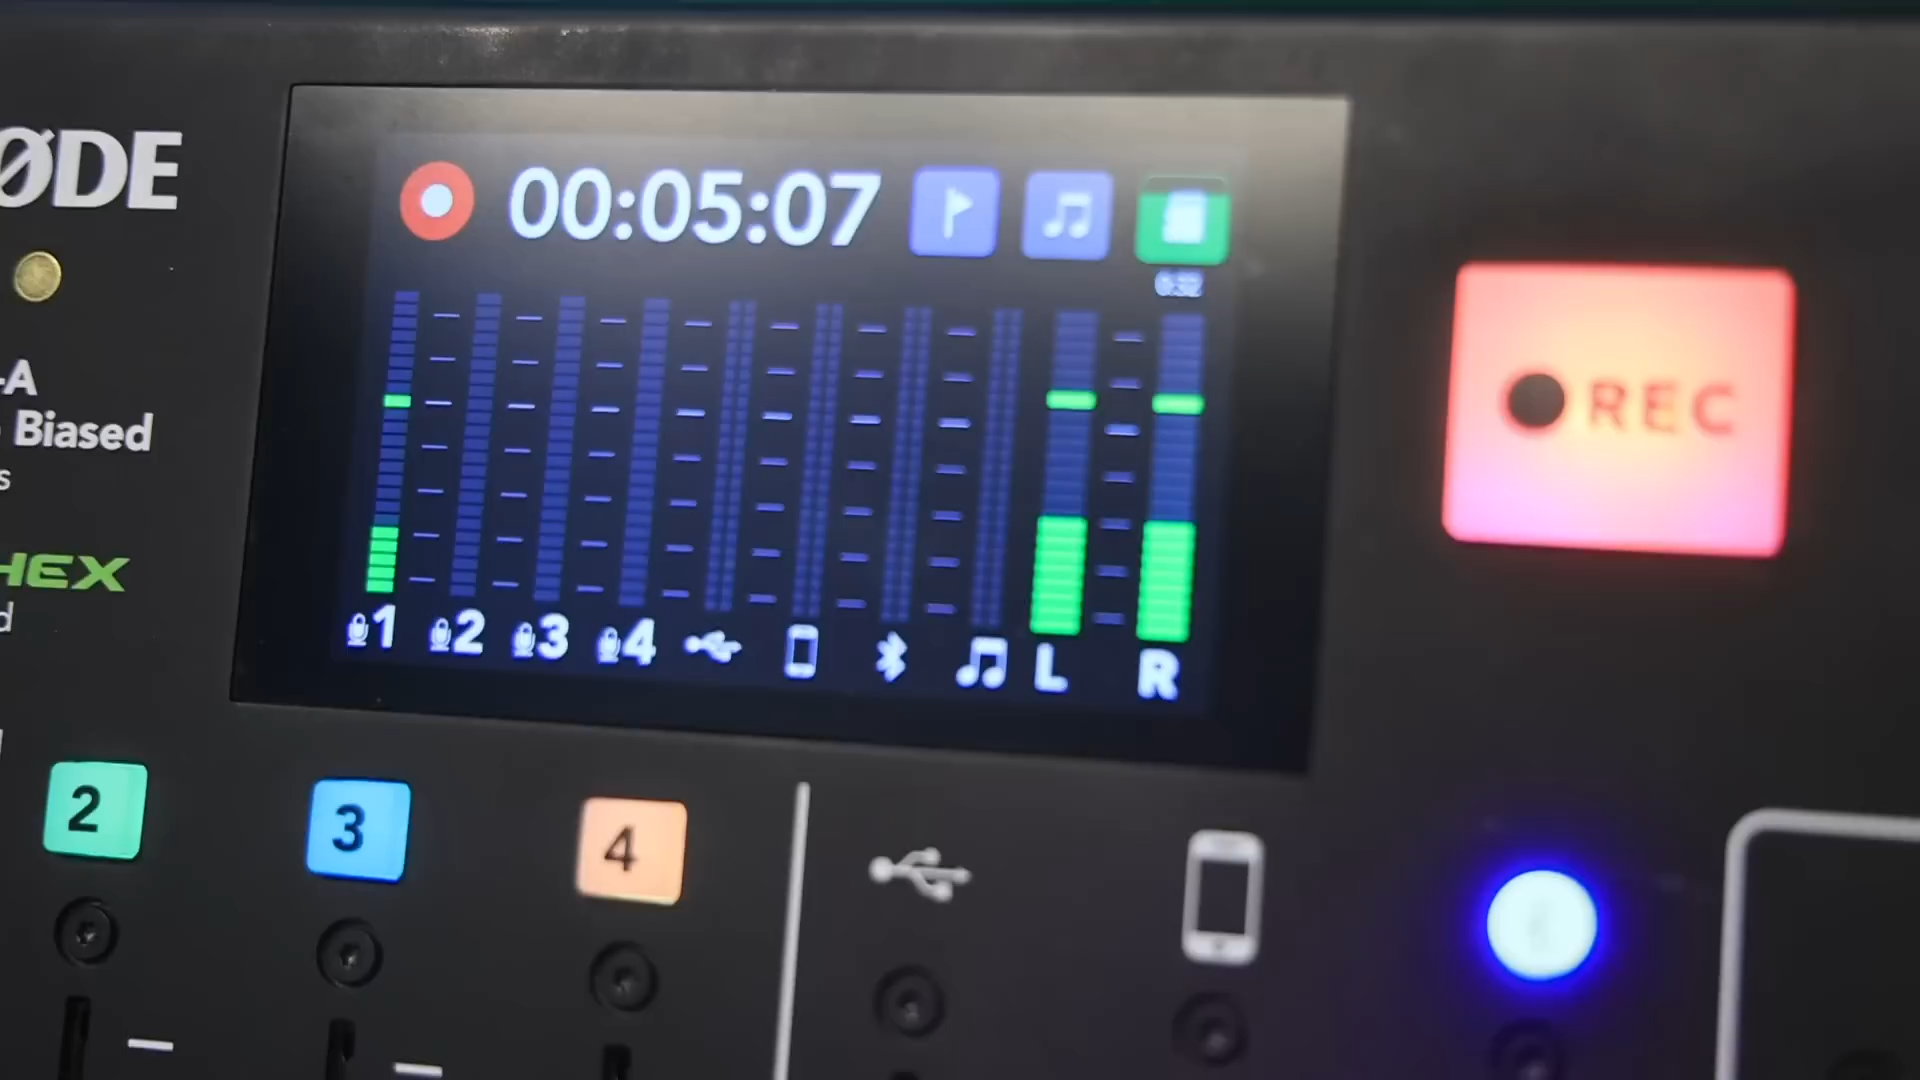 ØDE
00:05:07
-A
Biased
s
HEX
d
1 2 3 4 L R
REC
2 3 4